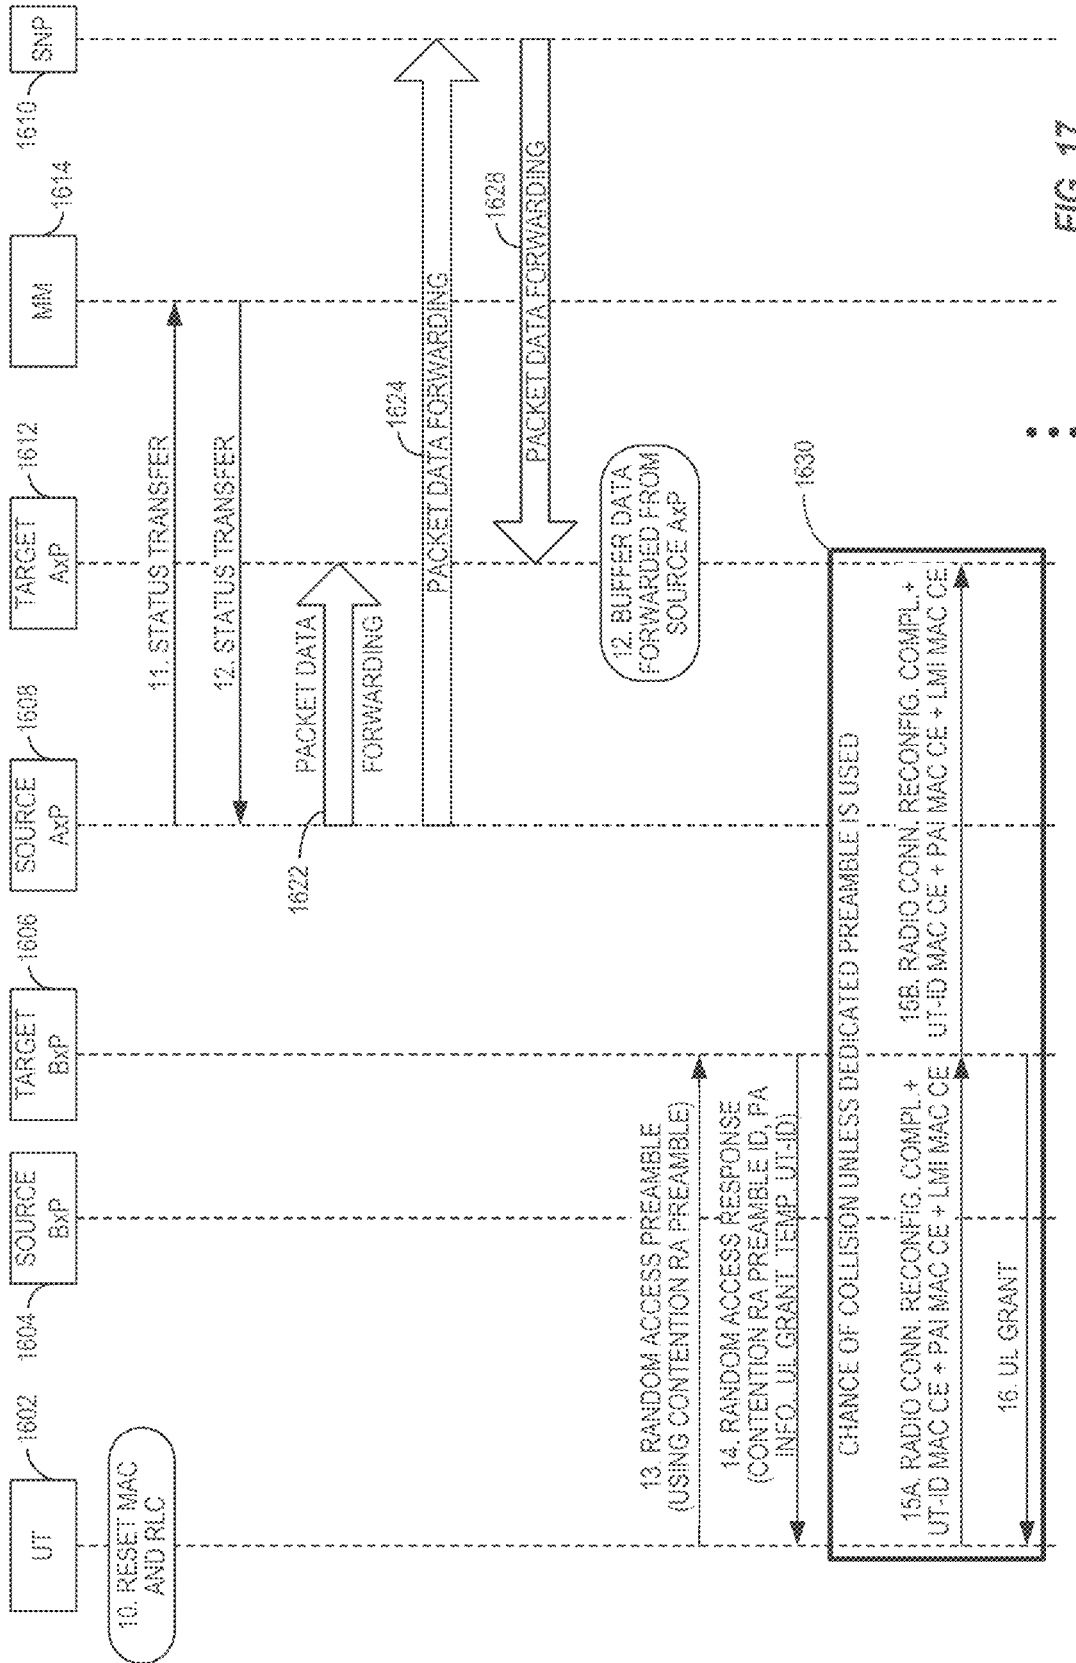 UT
1602
SOURCE
BxP
1604
TARGET
BxP
1606
SOURCE
AxP
1608
TARGET
AxP
1612
MM
1614
SNP
1610
10. RESET MAC
AND RLC
11. STATUS TRANSFER
12. STATUS TRANSFER
PACKET DATA
FORWARDING
1622
PACKET DATA FORWARDING
1624
PACKET DATA FORWARDING
1628
12. BUFFER DATA
FORWARDED FROM
SOURCE AxP
13. RANDOM ACCESS PREAMBLE
(USING CONTENTION RA PREAMBLE)
14. RANDOM ACCESS RESPONSE
(CONTENTION RA PREAMBLE ID, PA
INFO, UL GRANT, TEMP UT-ID)
1630
CHANCE OF COLLISION UNLESS DEDICATED PREAMBLE IS USED
15A. RADIO CONN. RECONFIG. COMPL.+
UT-ID MAC CE + PAI MAC CE + LMI MAC CE
15B. RADIO CONN. RECONFIG. COMPL.+
UT-ID MAC CE + PAI MAC CE + LMI MAC CE
16. UL GRANT
FIG. 17